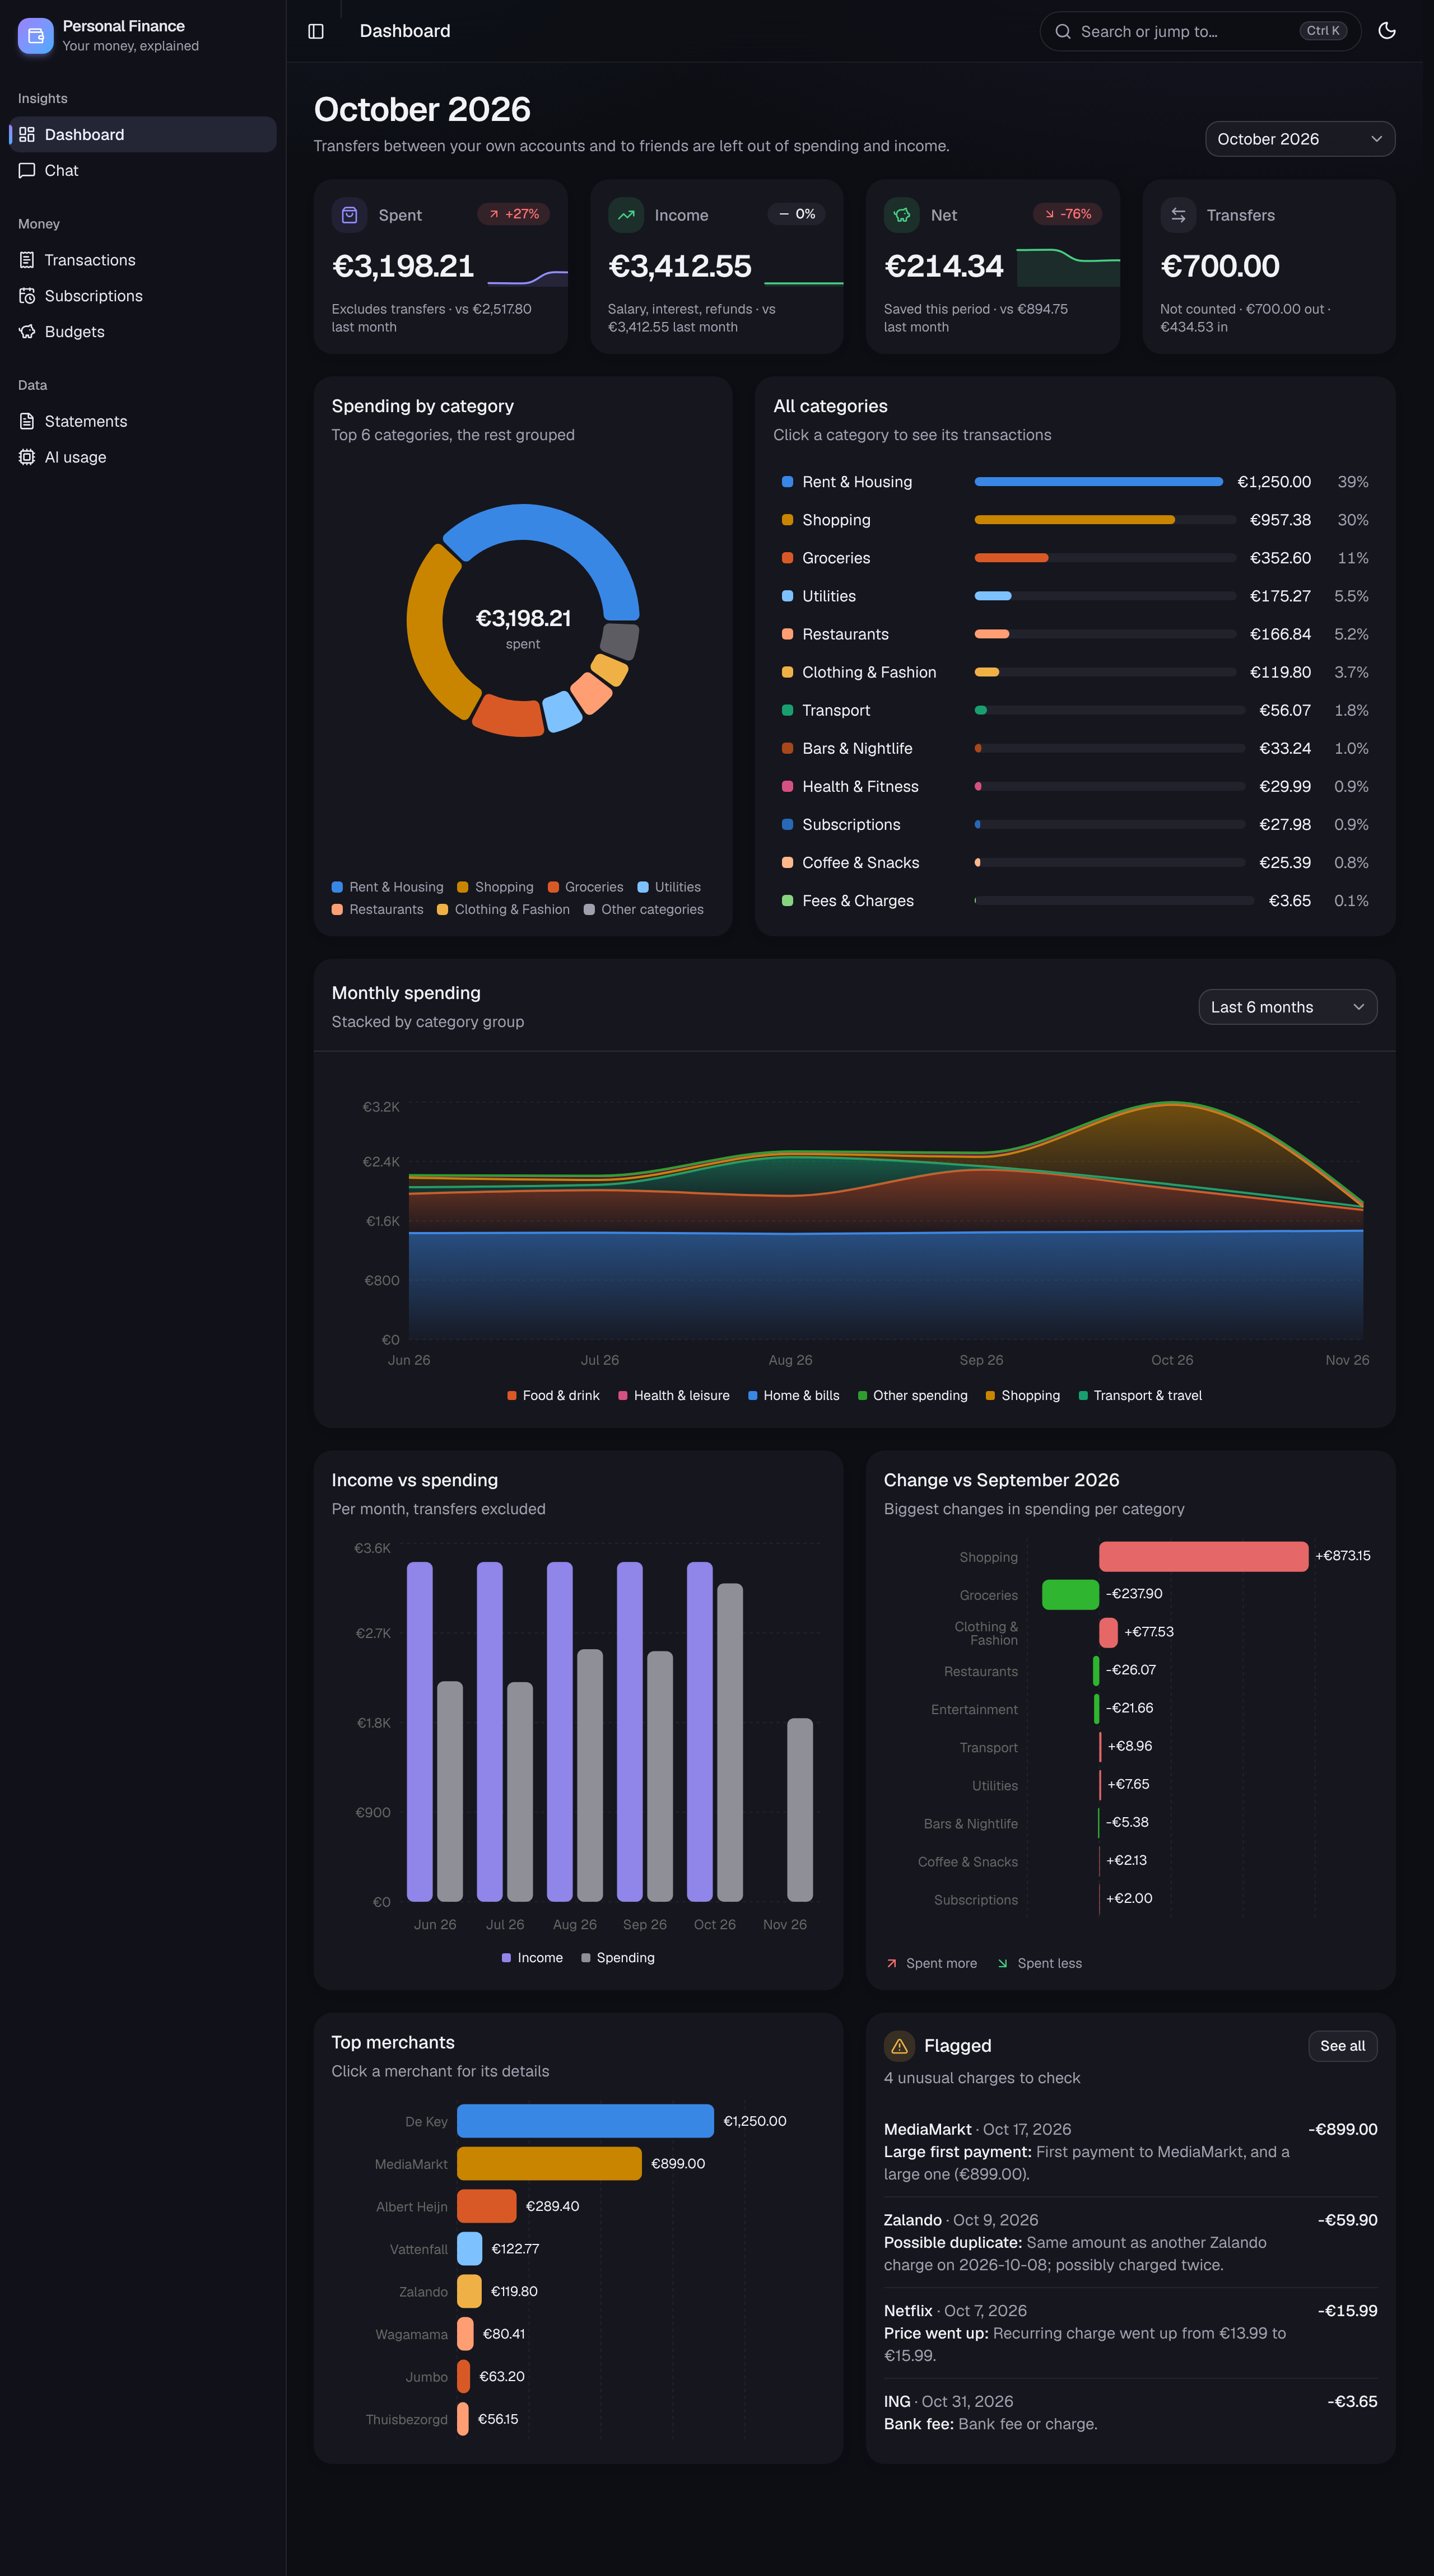 Personal Finance
Your money, explained
Insights
Dashboard
Chat
Money
Transactions
Subscriptions
Budgets
Data
Statements
AI usage
Dashboard
Search or jump to...
Ctrl K
October 2026
Transfers between your own accounts and to friends are left out of spending and income.
October 2026
Spent
+27%
€3,198.21
Excludes transfers · vs €2,517.80
last month
Income
0%
€3,412.55
Salary, interest, refunds · vs
€3,412.55 last month
Net
-76%
€214.34
Saved this period · vs €894.75
last month
Transfers
€700.00
Not counted · €700.00 out ·
€434.53 in
Spending by category
Top 6 categories, the rest grouped
€3,198.21
spent
Rent & Housing Shopping Groceries Utilities
Restaurants Clothing & Fashion Other categories
All categories
Click a category to see its transactions
Rent & Housing €1,250.00 39%
Shopping €957.38 30%
Groceries €352.60 11%
Utilities €175.27 5.5%
Restaurants €166.84 5.2%
Clothing & Fashion €119.80 3.7%
Transport €56.07 1.8%
Bars & Nightlife €33.24 1.0%
Health & Fitness €29.99 0.9%
Subscriptions €27.98 0.9%
Coffee & Snacks €25.39 0.8%
Fees & Charges €3.65 0.1%
Monthly spending
Stacked by category group
Last 6 months
€3.2K
€2.4K
€1.6K
€800
€0
Jun 26 Jul 26 Aug 26 Sep 26 Oct 26 Nov 26
Food & drink Health & leisure Home & bills Other spending Shopping Transport & travel
Income vs spending
Per month, transfers excluded
€3.6K
€2.7K
€1.8K
€900
€0
Jun 26 Jul 26 Aug 26 Sep 26 Oct 26 Nov 26
Income Spending
Change vs September 2026
Biggest changes in spending per category
Shopping +€873.15
Groceries -€237.90
Clothing &
Fashion +€77.53
Restaurants -€26.07
Entertainment -€21.66
Transport +€8.96
Utilities +€7.65
Bars & Nightlife -€5.38
Coffee & Snacks +€2.13
Subscriptions +€2.00
Spent more Spent less
Top merchants
Click a merchant for its details
De Key €1,250.00
MediaMarkt €899.00
Albert Heijn €289.40
Vattenfall €122.77
Zalando €119.80
Wagamama €80.41
Jumbo €63.20
Thuisbezorgd €56.15
Flagged
See all
4 unusual charges to check
MediaMarkt · Oct 17, 2026 -€899.00
Large first payment: First payment to MediaMarkt, and a
large one (€899.00).
Zalando · Oct 9, 2026 -€59.90
Possible duplicate: Same amount as another Zalando
charge on 2026-10-08; possibly charged twice.
Netflix · Oct 7, 2026 -€15.99
Price went up: Recurring charge went up from €13.99 to
€15.99.
ING · Oct 31, 2026 -€3.65
Bank fee: Bank fee or charge.